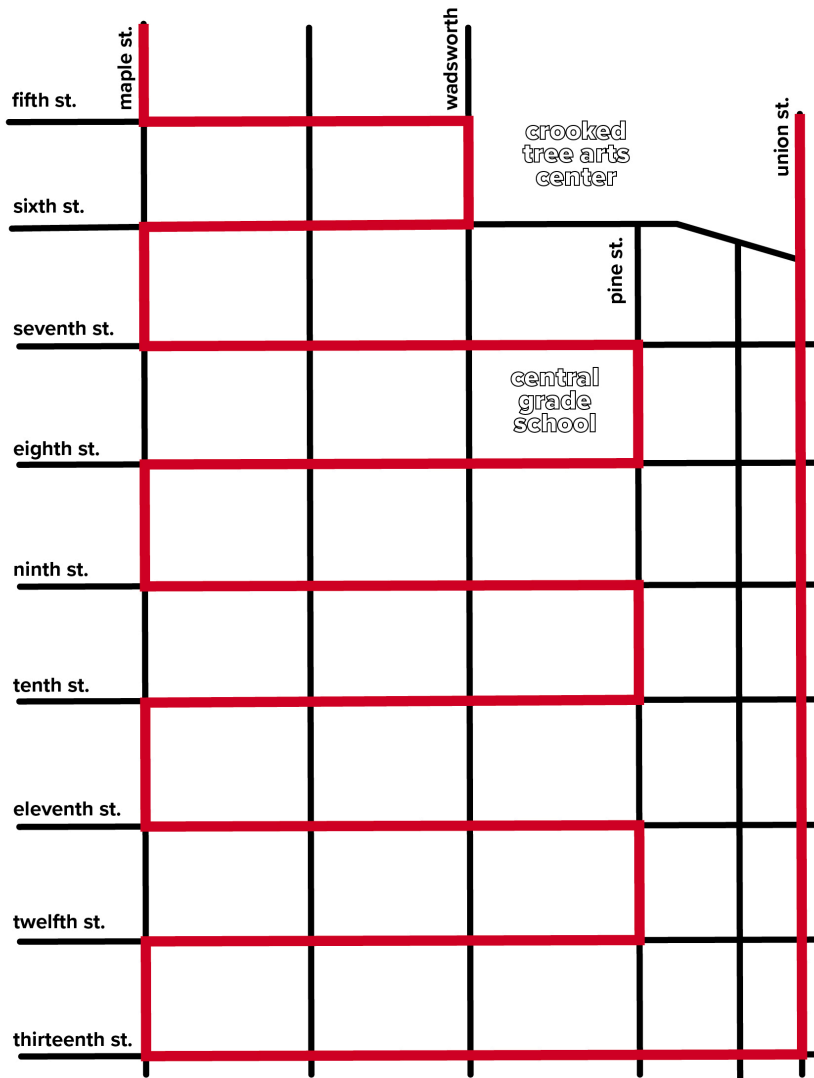 maple st.
wadsworth
fifth st.
union st.
crooked
tree arts
center
sixth st.
pine st.
seventh st.
central
grade
school
eighth st.
ninth st.
tenth st.
eleventh st.
twelfth st.
thirteenth st.